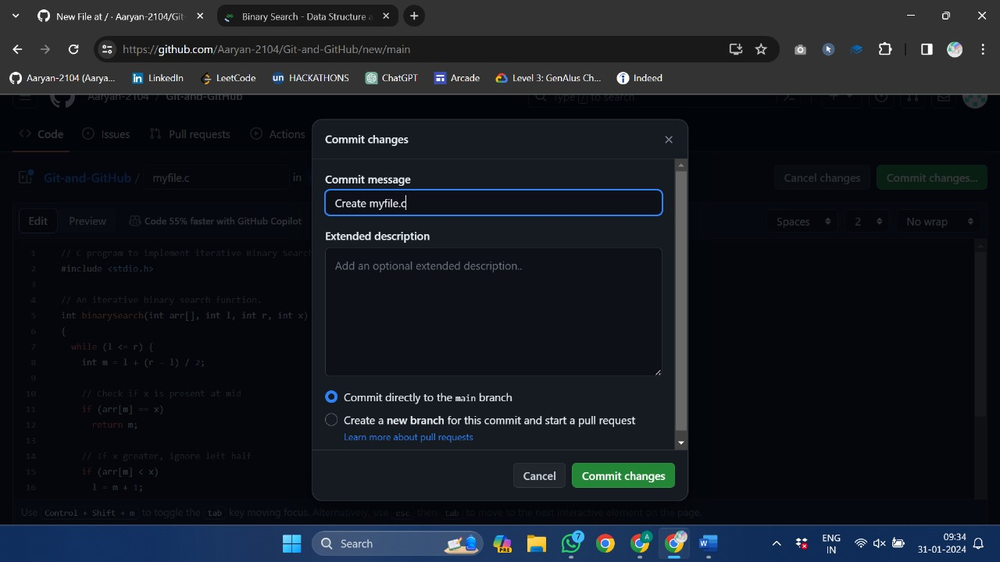 New File at / · Aaryan-2104/Git
Binary Search - Data Structure a
https://github.com/Aaryan-2104/Git-and-GitHub/new/main
Aaryan-2104 (Aarya...
LinkedIn
LeetCode
un HACKATHONS
ChatGPT
Arcade
Level 3: GenAIus Ch...
Indeed
Aaryan-2104 / Git-and-GitHub
Type / to search
Code
Issues
Pull requests
Actions
Git-and-GitHub / myfile.c in
Cancel changes
Commit changes...
Edit
Preview
Code 55% faster with GitHub Copilot
Spaces
2
No wrap
1 // C program to implement iterative Binary Search
2 #include <stdio.h>
3
4 // An iterative binary search function.
5 int binarySearch(int arr[], int l, int r, int x)
6 {
7 while (l <= r) {
8 int m = l + (r - l) / 2;
9
10 // Check if x is present at mid
11 if (arr[m] == x)
12 return m;
13
14 // If x greater, ignore left half
15 if (arr[m] < x)
16 l = m + 1;
Use Control + Shift + m to toggle the tab key moving focus. Alternatively, use esc then tab to move to the next interactive element on the page.
Commit changes
Commit message
Create myfile.c
Extended description
Add an optional extended description..
Commit directly to the main branch
Create a new branch for this commit and start a pull request
Learn more about pull requests
Cancel
Commit changes
Search
PRE
7
A
W
ENG
IN
09:34
31-01-2024